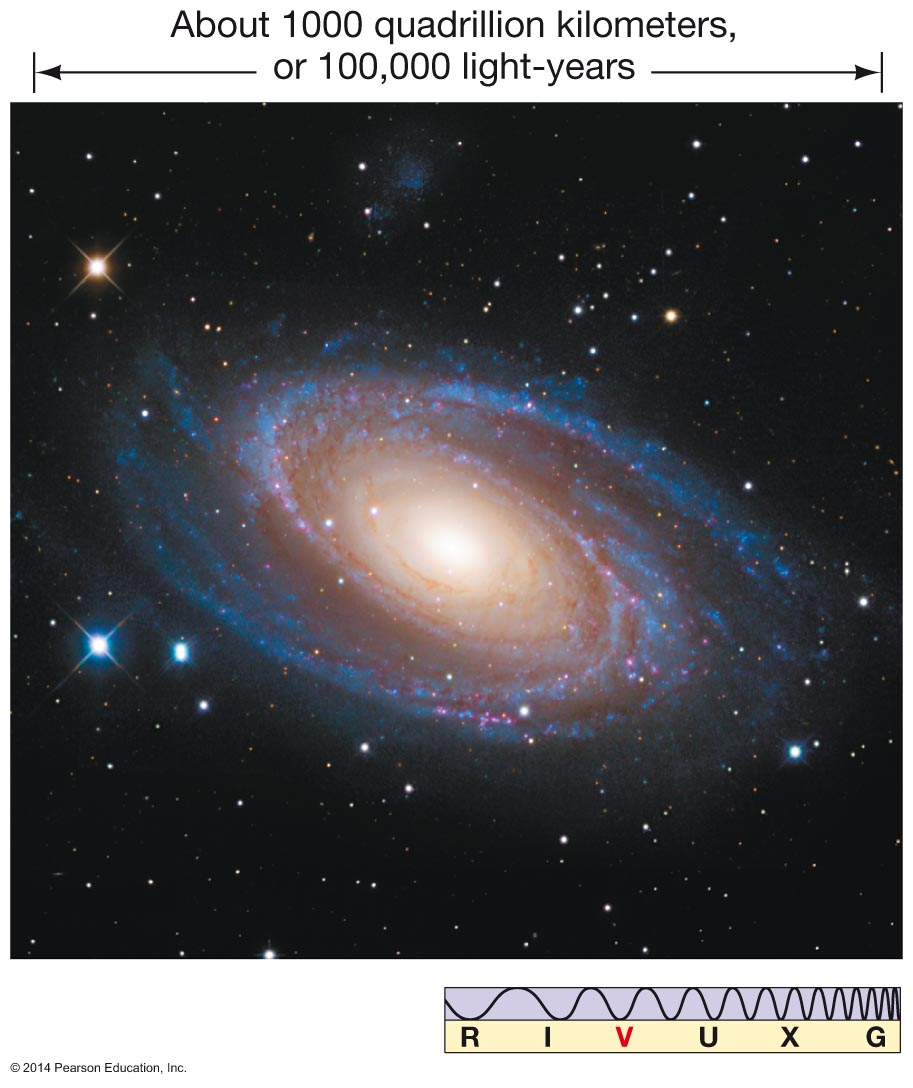 About 1000 quadrillion kilometers,
or 100,000 light-years
R I V U X G
© 2014 Pearson Education, Inc.